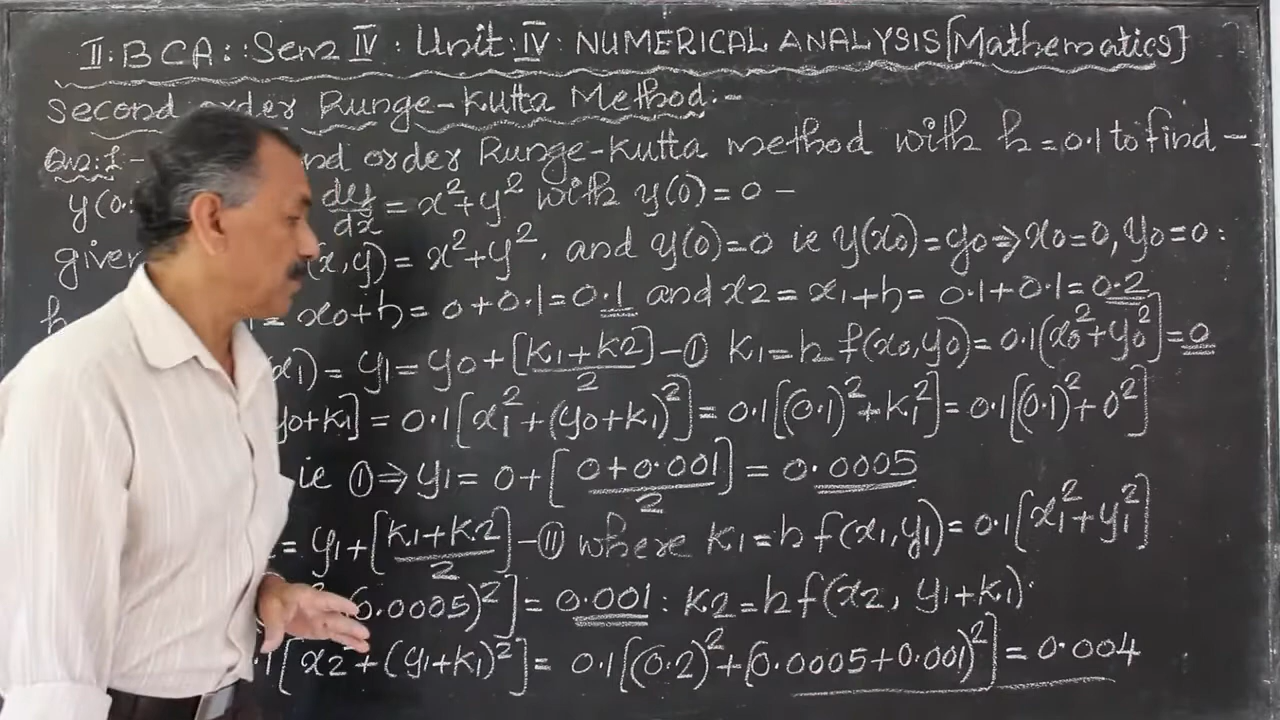 II BCA:: Sem IV : Unit: IV: NUMERICAL ANALYSIS [Mathematics]
Second order Runge-Kutta Method:-
nd order Runge-Kutta method with h=0.1 to find -
y(0. dy/dx = x²+y² with y(0)=0 -
given (x,y) = x²+y². and y(0)=0 ie y(x0)=y0 ⇒ x0=0, y0=0:
h = x0+h = 0+0.1 = 0.1 and x2 = x1+h = 0.1+0.1 = 0.2
x1) = y1 = y0 + [K1+K2]/2 - ① K1 = h f(x0,y0) = 0.1(x0²+y0²] = 0
y0+K1] = 0.1[x1²+(y0+K1)²] = 0.1[(0.1)²+K1²] = 0.1[(0.1)²+0²]
ie ① ⇒ y1 = 0 + [0+0.001]/2 = 0.0005
= y1 + [K1+K2]/2 - ⑪ where K1 = h f(x1,y1) = 0.1[x1²+y1²]
0.0005)²] = 0.001 : K2 = h f(x2, y1+K1)
.1[x2²+(y1+K1)²] = 0.1[(0.2)²+(0.0005+0.001)²] = 0.004